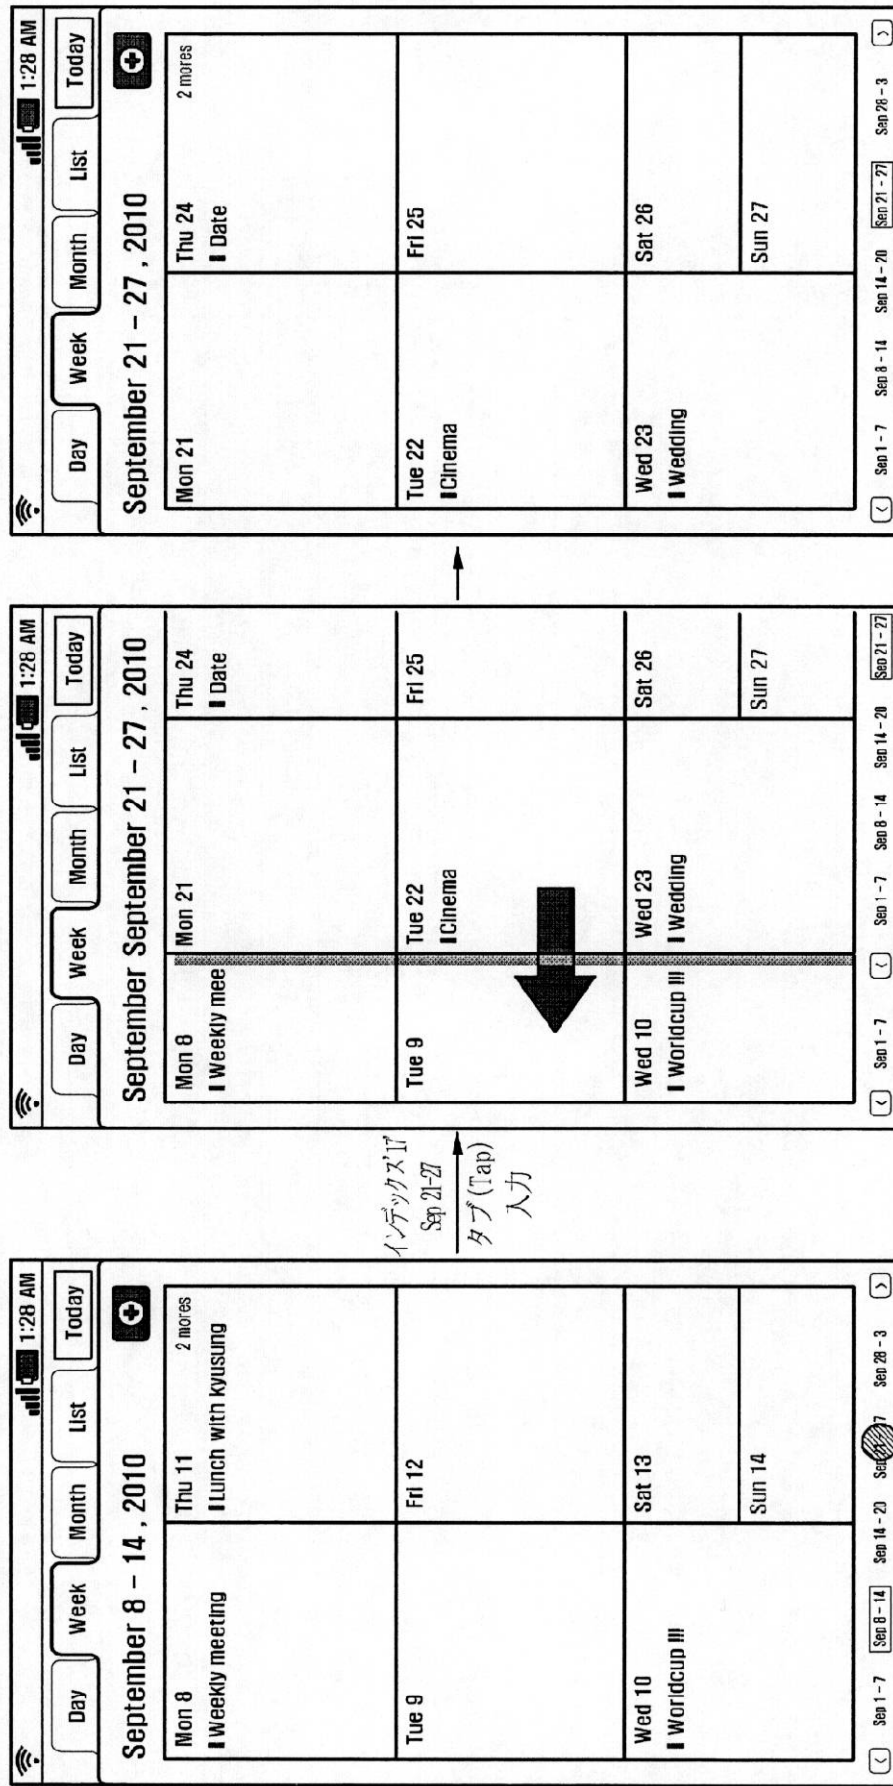 1:28 AM
Day
Week
Month
List
Today
September 8 - 14 , 2010
Mon 8
Weekly meeting
Thu 11
2 mores
Lunch with kyusung
Tue 9
Fri 12
Wed 10
Worldcup !!!
Sat 13
Sun 14
< Sep 1 - 7 Sep 8 - 14 Sep 14 - 20 Sep 21 - 27 Sep 28 - 3 >
インデックス'17'
Sep 21-27
タブ(Tap)
入力
1:28 AM
Day
Week
Month
List
Today
September September 21 - 27 , 2010
Mon 8
Weekly mee
Mon 21
Thu 24
Date
Tue 9
Tue 22
Cinema
Fri 25
Wed 10
Worldcup !!!
Wed 23
Wedding
Sat 26
Sun 27
< Sep 1 - 7 < Sep 1 - 7 Sep 8 - 14 Sep 14 - 20 Sep 21 - 27
1:28 AM
Day
Week
Month
List
Today
September 21 - 27 , 2010
Mon 21
Thu 24
2 mores
Date
Tue 22
Cinema
Fri 25
Wed 23
Wedding
Sat 26
Sun 27
< Sep 1 - 7 Sep 8 - 14 Sep 14 - 20 Sep 21 - 27 Sep 28 - 3 >